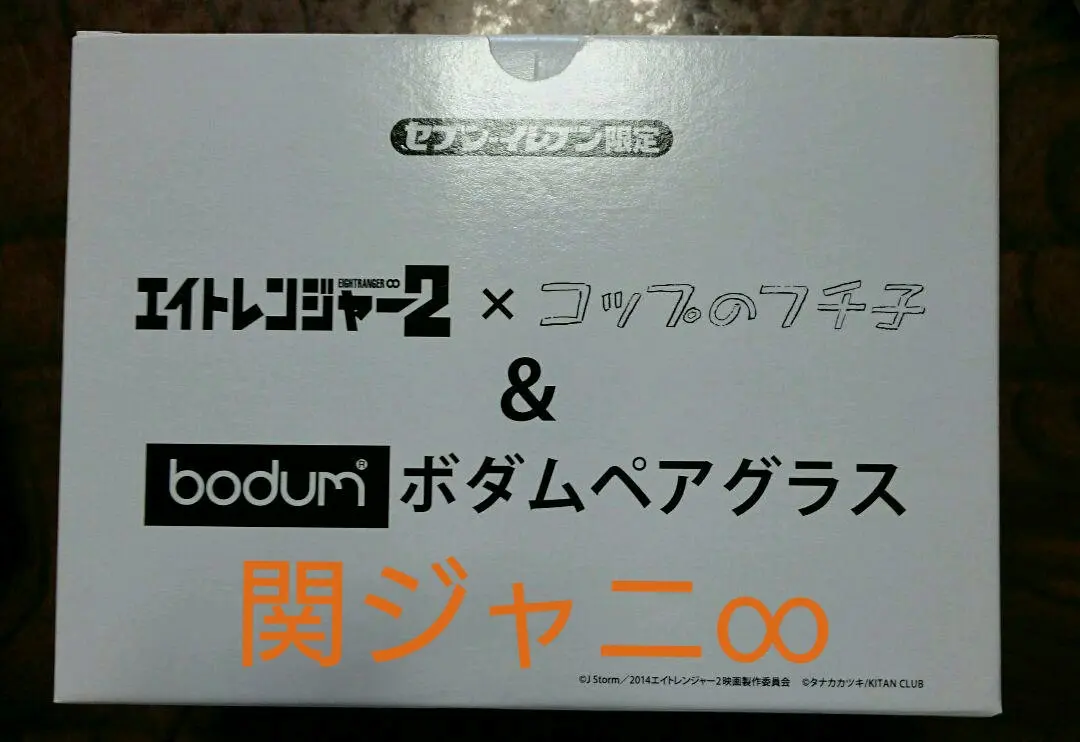 セブン-イレブン限定
エイトレンジャー2 EIGHTRANGER∞ × コップのフチ子
&
bodum® ボダムペアグラス
関ジャニ∞
©J Storm/2014エイトレンジャー2映画製作委員会 ©タナカカツキ/KITAN CLUB